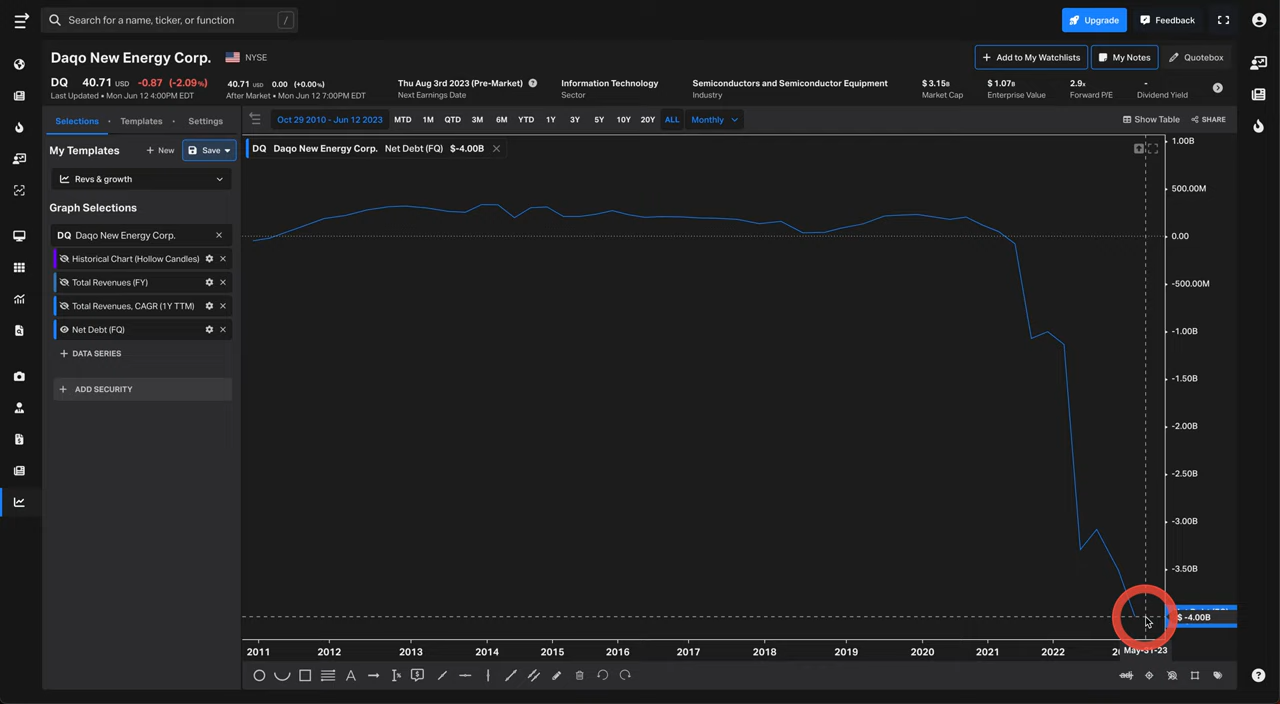 Search for a name, ticker, or function /
Upgrade
Feedback
Daqo New Energy Corp. NYSE
Add to My Watchlists
My Notes
Quotebox
DQ 40.71 USD -0.87 (-2.09%)
Last Updated • Mon Jun 12 4:00PM EDT
40.71 USD 0.00 (+0.00%)
After Market • Mon Jun 12 7:00PM EDT
Thu Aug 3rd 2023 (Pre-Market) ?
Next Earnings Date
Information Technology
Sector
Semiconductors and Semiconductor Equipment
Industry
$ 3.15B
Market Cap
$ 1.07B
Enterprise Value
2.9x
Forward P/E
-
Dividend Yield
Selections • Templates • Settings
Oct 29 2010 - Jun 12 2023 MTD 1M QTD 3M 6M YTD 1Y 3Y 5Y 10Y 20Y ALL Monthly
Show Table
SHARE
My Templates + New Save
Revs & growth
Graph Selections
DQ Daqo New Energy Corp.
Historical Chart (Hollow Candles)
Total Revenues (FY)
Total Revenues, CAGR (1Y TTM)
Net Debt (FQ)
+ DATA SERIES
+ ADD SECURITY
DQ Daqo New Energy Corp. Net Debt (FQ) $-4.00B
1.00B
500.00M
0.00
-500.00M
-1.00B
-1.50B
-2.00B
-2.50B
-3.00B
-3.50B
$ -4.00B
2011 2012 2013 2014 2015 2016 2017 2018 2019 2020 2021 2022
May-31-23
A
adj
?